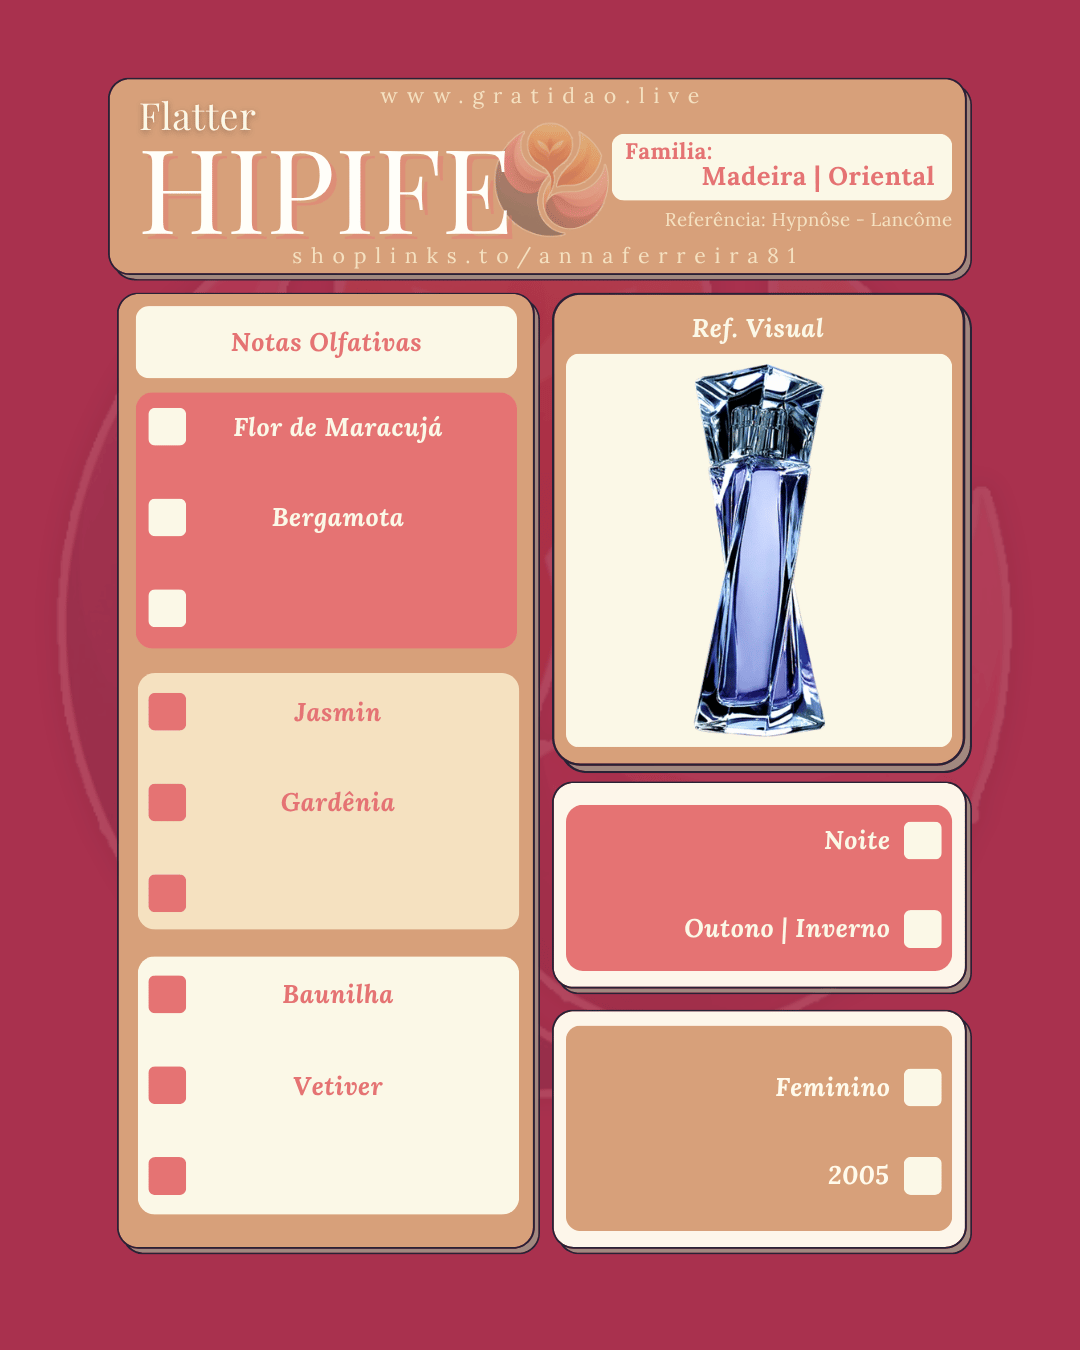 www.gratidao.live
Flatter
HIPIFE
Familia:
Madeira | Oriental
Referência: Hypnôse - Lancôme
shoplinks.to/annaferreira81
Notas Olfativas
Flor de Maracujá
Bergamota
Jasmin
Gardênia
Baunilha
Vetiver
Ref. Visual
Noite
Outono | Inverno
Feminino
2005